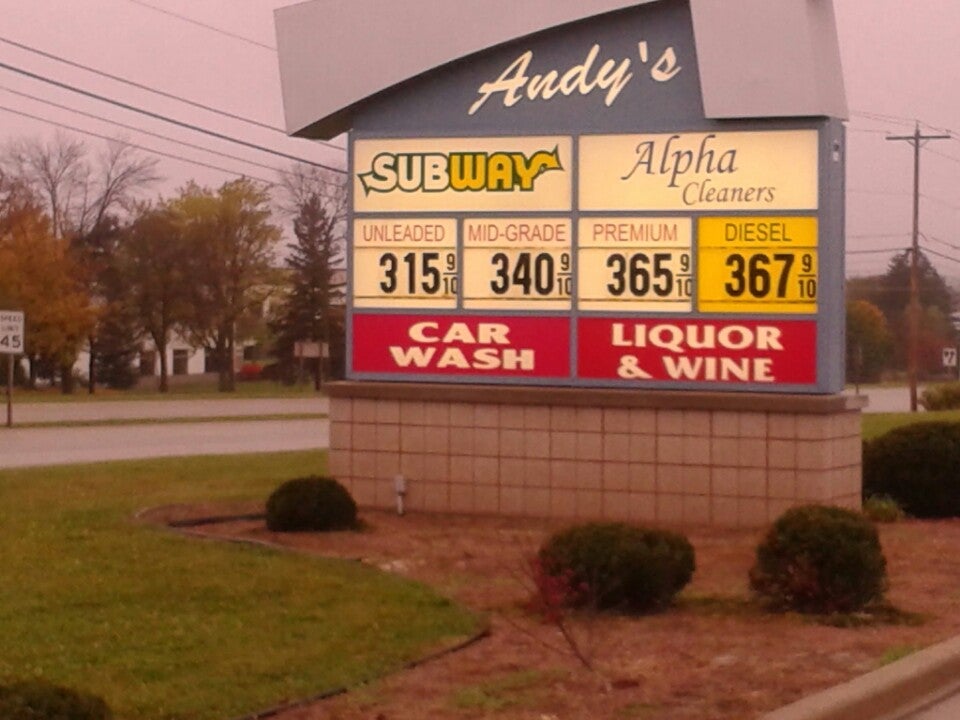 Andy's
SUBWAY
Alpha
Cleaners
UNLEADED
315 9/10
MID-GRADE
340 9/10
PREMIUM
365 9/10
DIESEL
367 9/10
CAR
WASH
LIQUOR
& WINE
SPEED
LIMIT
45
27